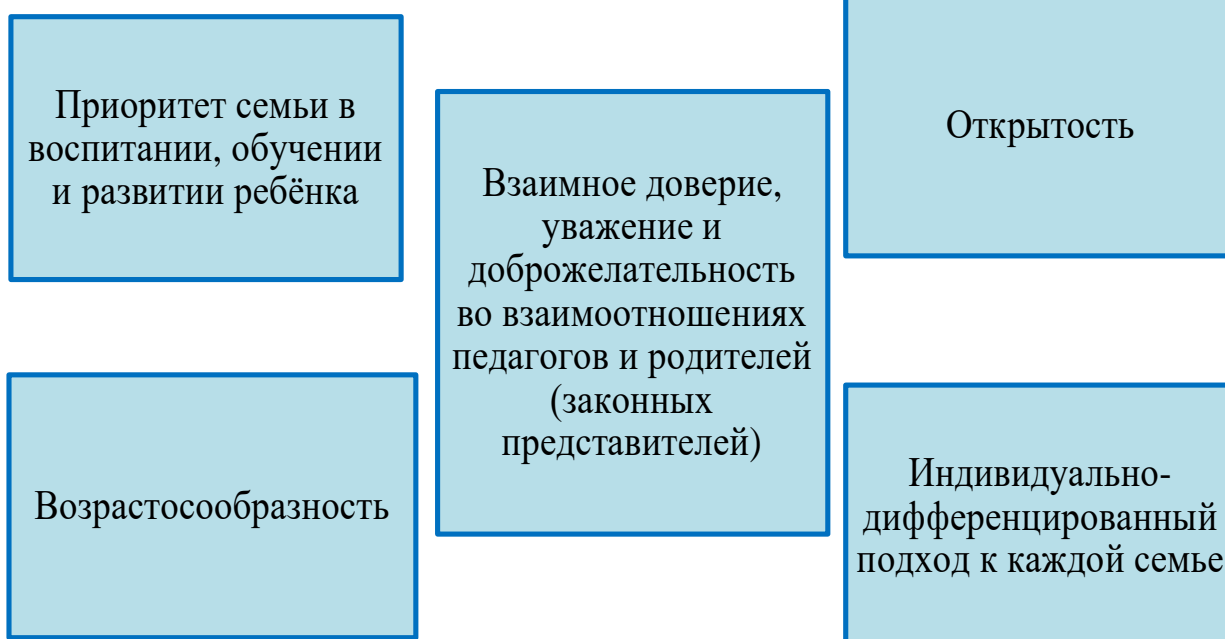 Приоритет семьи в
воспитании, обучении
и развитии ребёнка
Взаимное доверие,
уважение и
доброжелательность
во взаимоотношениях
педагогов и родителей
(законных
представителей)
Открытость
Возрастосообразность
Индивидуально-
дифференцированный
подход к каждой семье